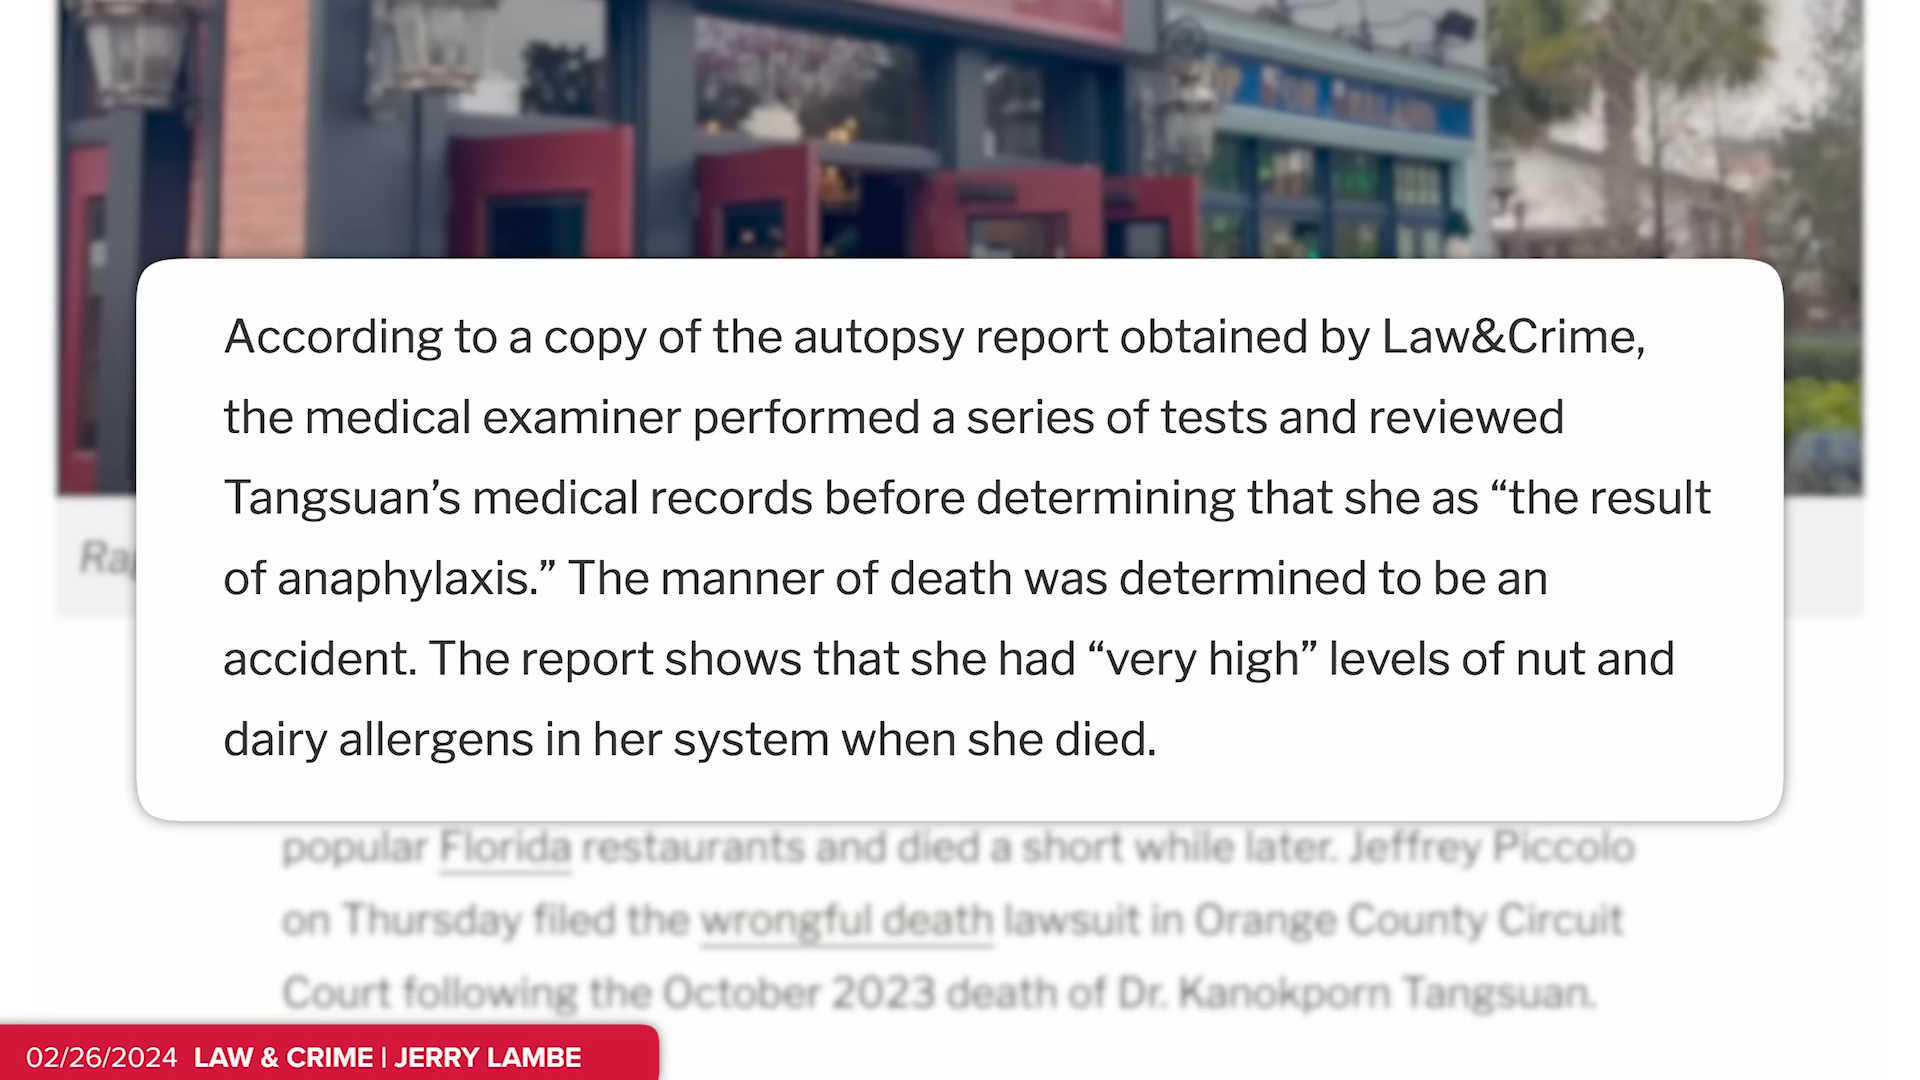 According to a copy of the autopsy report obtained by Law&Crime,
the medical examiner performed a series of tests and reviewed
Tangsuan’s medical records before determining that she as “the result
of anaphylaxis.” The manner of death was determined to be an
accident. The report shows that she had “very high” levels of nut and
dairy allergens in her system when she died.
popular Florida restaurants and died a short while later. Jeffrey Piccolo
on Thursday filed the wrongful death lawsuit in Orange County Circuit
Court following the October 2023 death of Dr. Kanokporn Tangsuan.
02/26/2024 LAW & CRIME | JERRY LAMBE